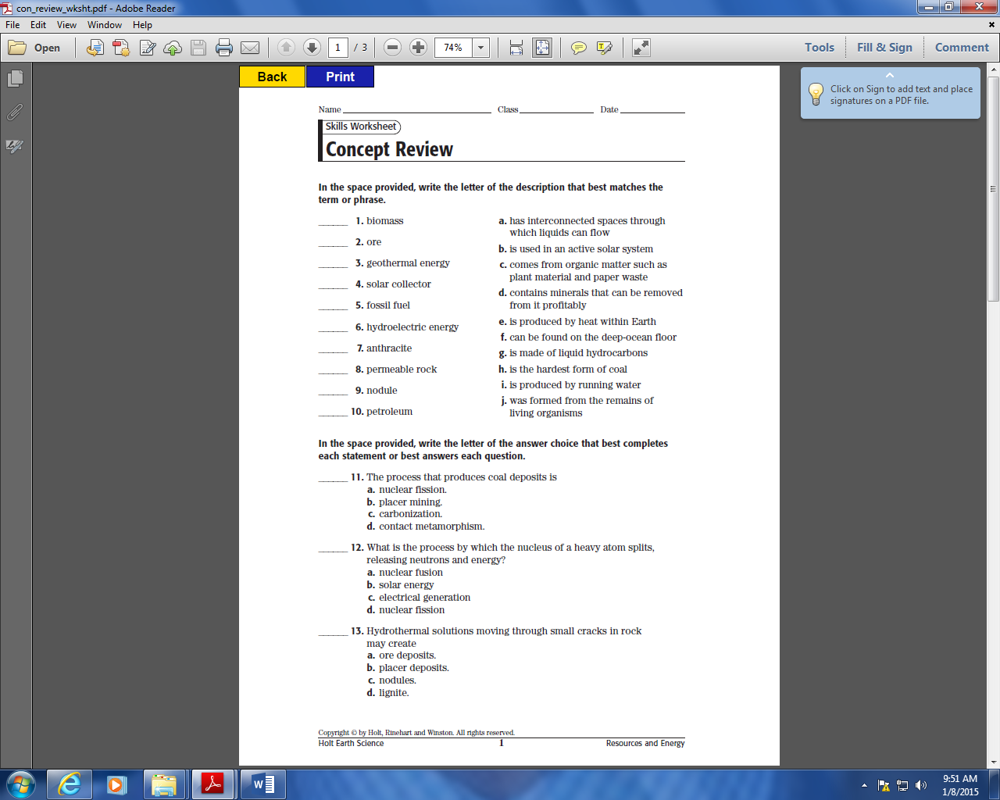 con_review_wksht.pdf - Adobe Reader
File Edit View Window Help
Open 1 / 3 74% Tools Fill & Sign Comment
Back Print
Click on Sign to add text and place
signatures on a PDF file.
Name Class Date
Skills Worksheet
Concept Review
In the space provided, write the letter of the description that best matches the
term or phrase.
1. biomass
2. ore
3. geothermal energy
4. solar collector
5. fossil fuel
6. hydroelectric energy
7. anthracite
8. permeable rock
9. nodule
10. petroleum
a. has interconnected spaces through
which liquids can flow
b. is used in an active solar system
c. comes from organic matter such as
plant material and paper waste
d. contains minerals that can be removed
from it profitably
e. is produced by heat within Earth
f. can be found on the deep-ocean floor
g. is made of liquid hydrocarbons
h. is the hardest form of coal
i. is produced by running water
j. was formed from the remains of
living organisms
In the space provided, write the letter of the answer choice that best completes
each statement or best answers each question.
11. The process that produces coal deposits is
a. nuclear fission.
b. placer mining.
c. carbonization.
d. contact metamorphism.
12. What is the process by which the nucleus of a heavy atom splits,
releasing neutrons and energy?
a. nuclear fusion
b. solar energy
c. electrical generation
d. nuclear fission
13. Hydrothermal solutions moving through small cracks in rock
may create
a. ore deposits.
b. placer deposits.
c. nodules.
d. lignite.
Copyright © by Holt, Rinehart and Winston. All rights reserved.
Holt Earth Science 1 Resources and Energy
9:51 AM
1/8/2015